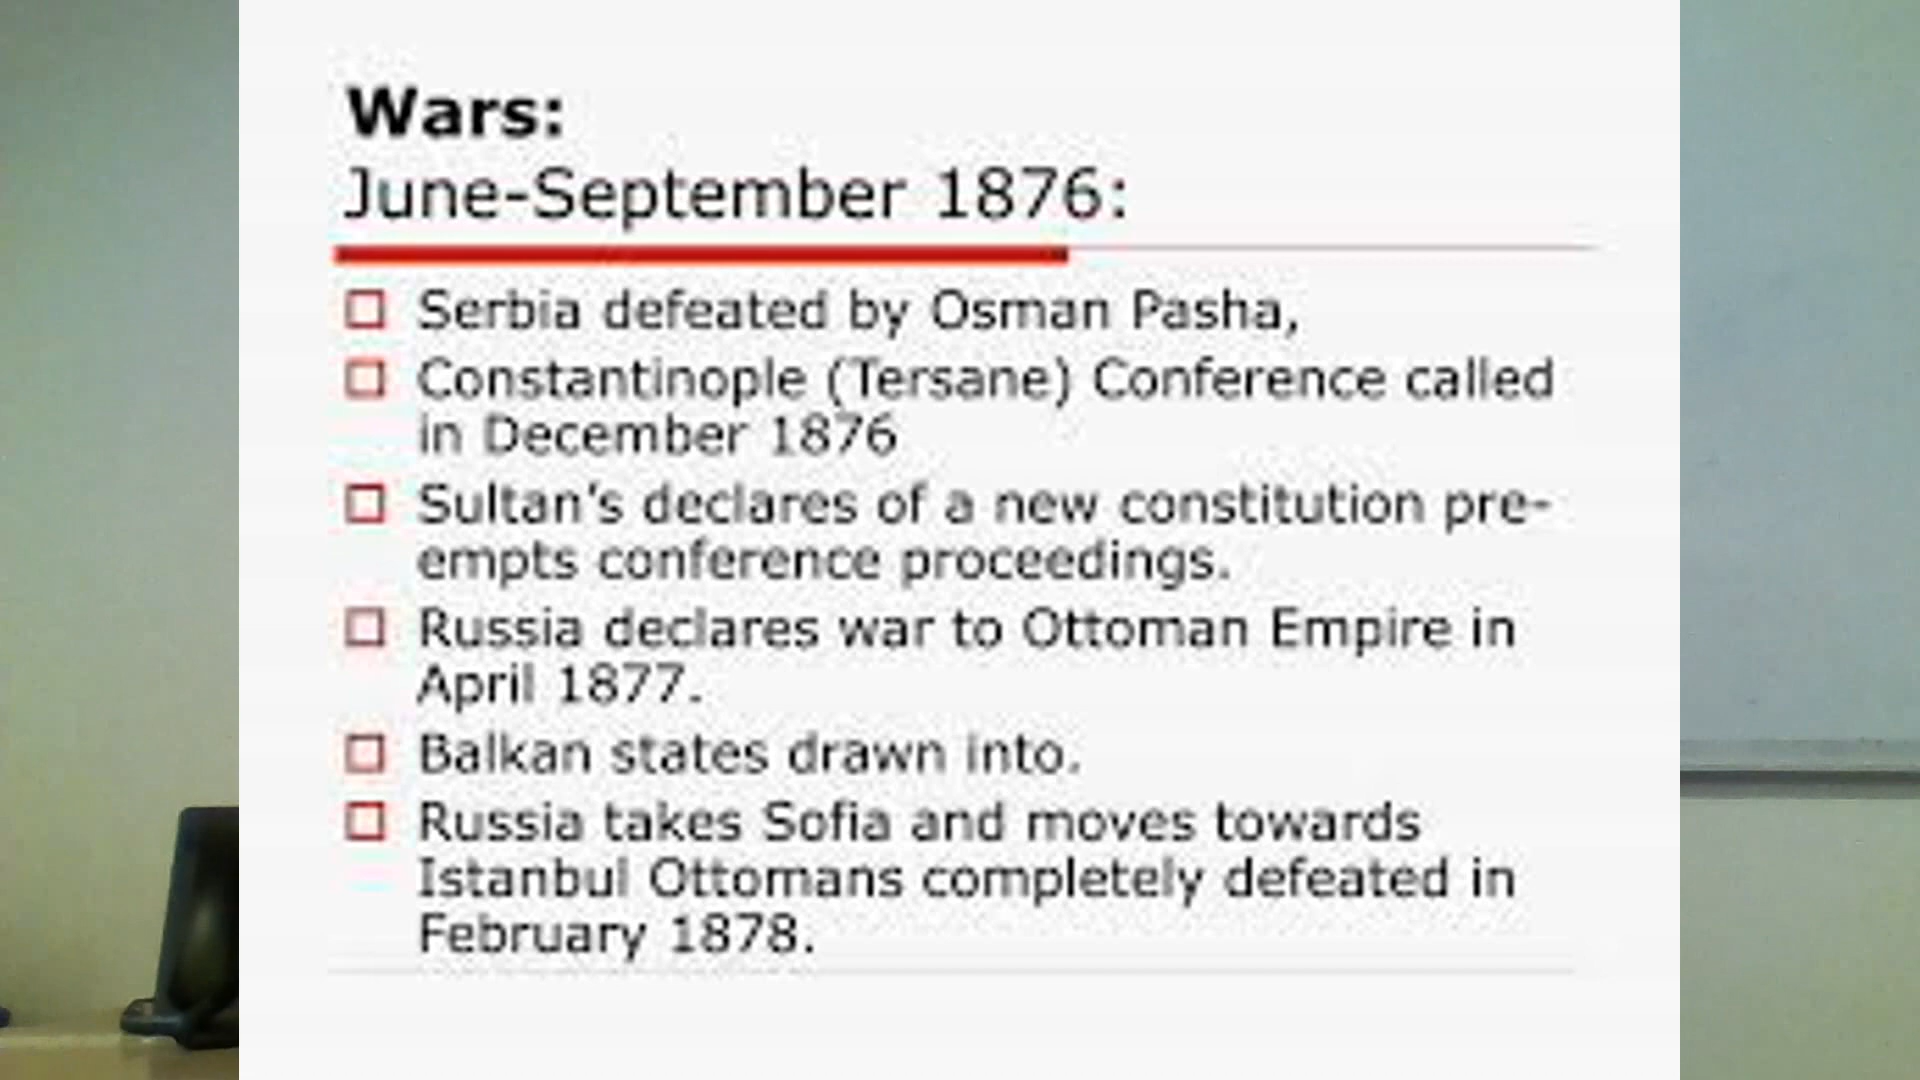 Wars:
June-September 1876:
Serbia defeated by Osman Pasha,
Constantinople (Tersane) Conference called
in December 1876
Sultan's declares of a new constitution pre-
empts conference proceedings.
Russia declares war to Ottoman Empire in
April 1877.
Balkan states drawn into.
Russia takes Sofia and moves towards
Istanbul Ottomans completely defeated in
February 1878.